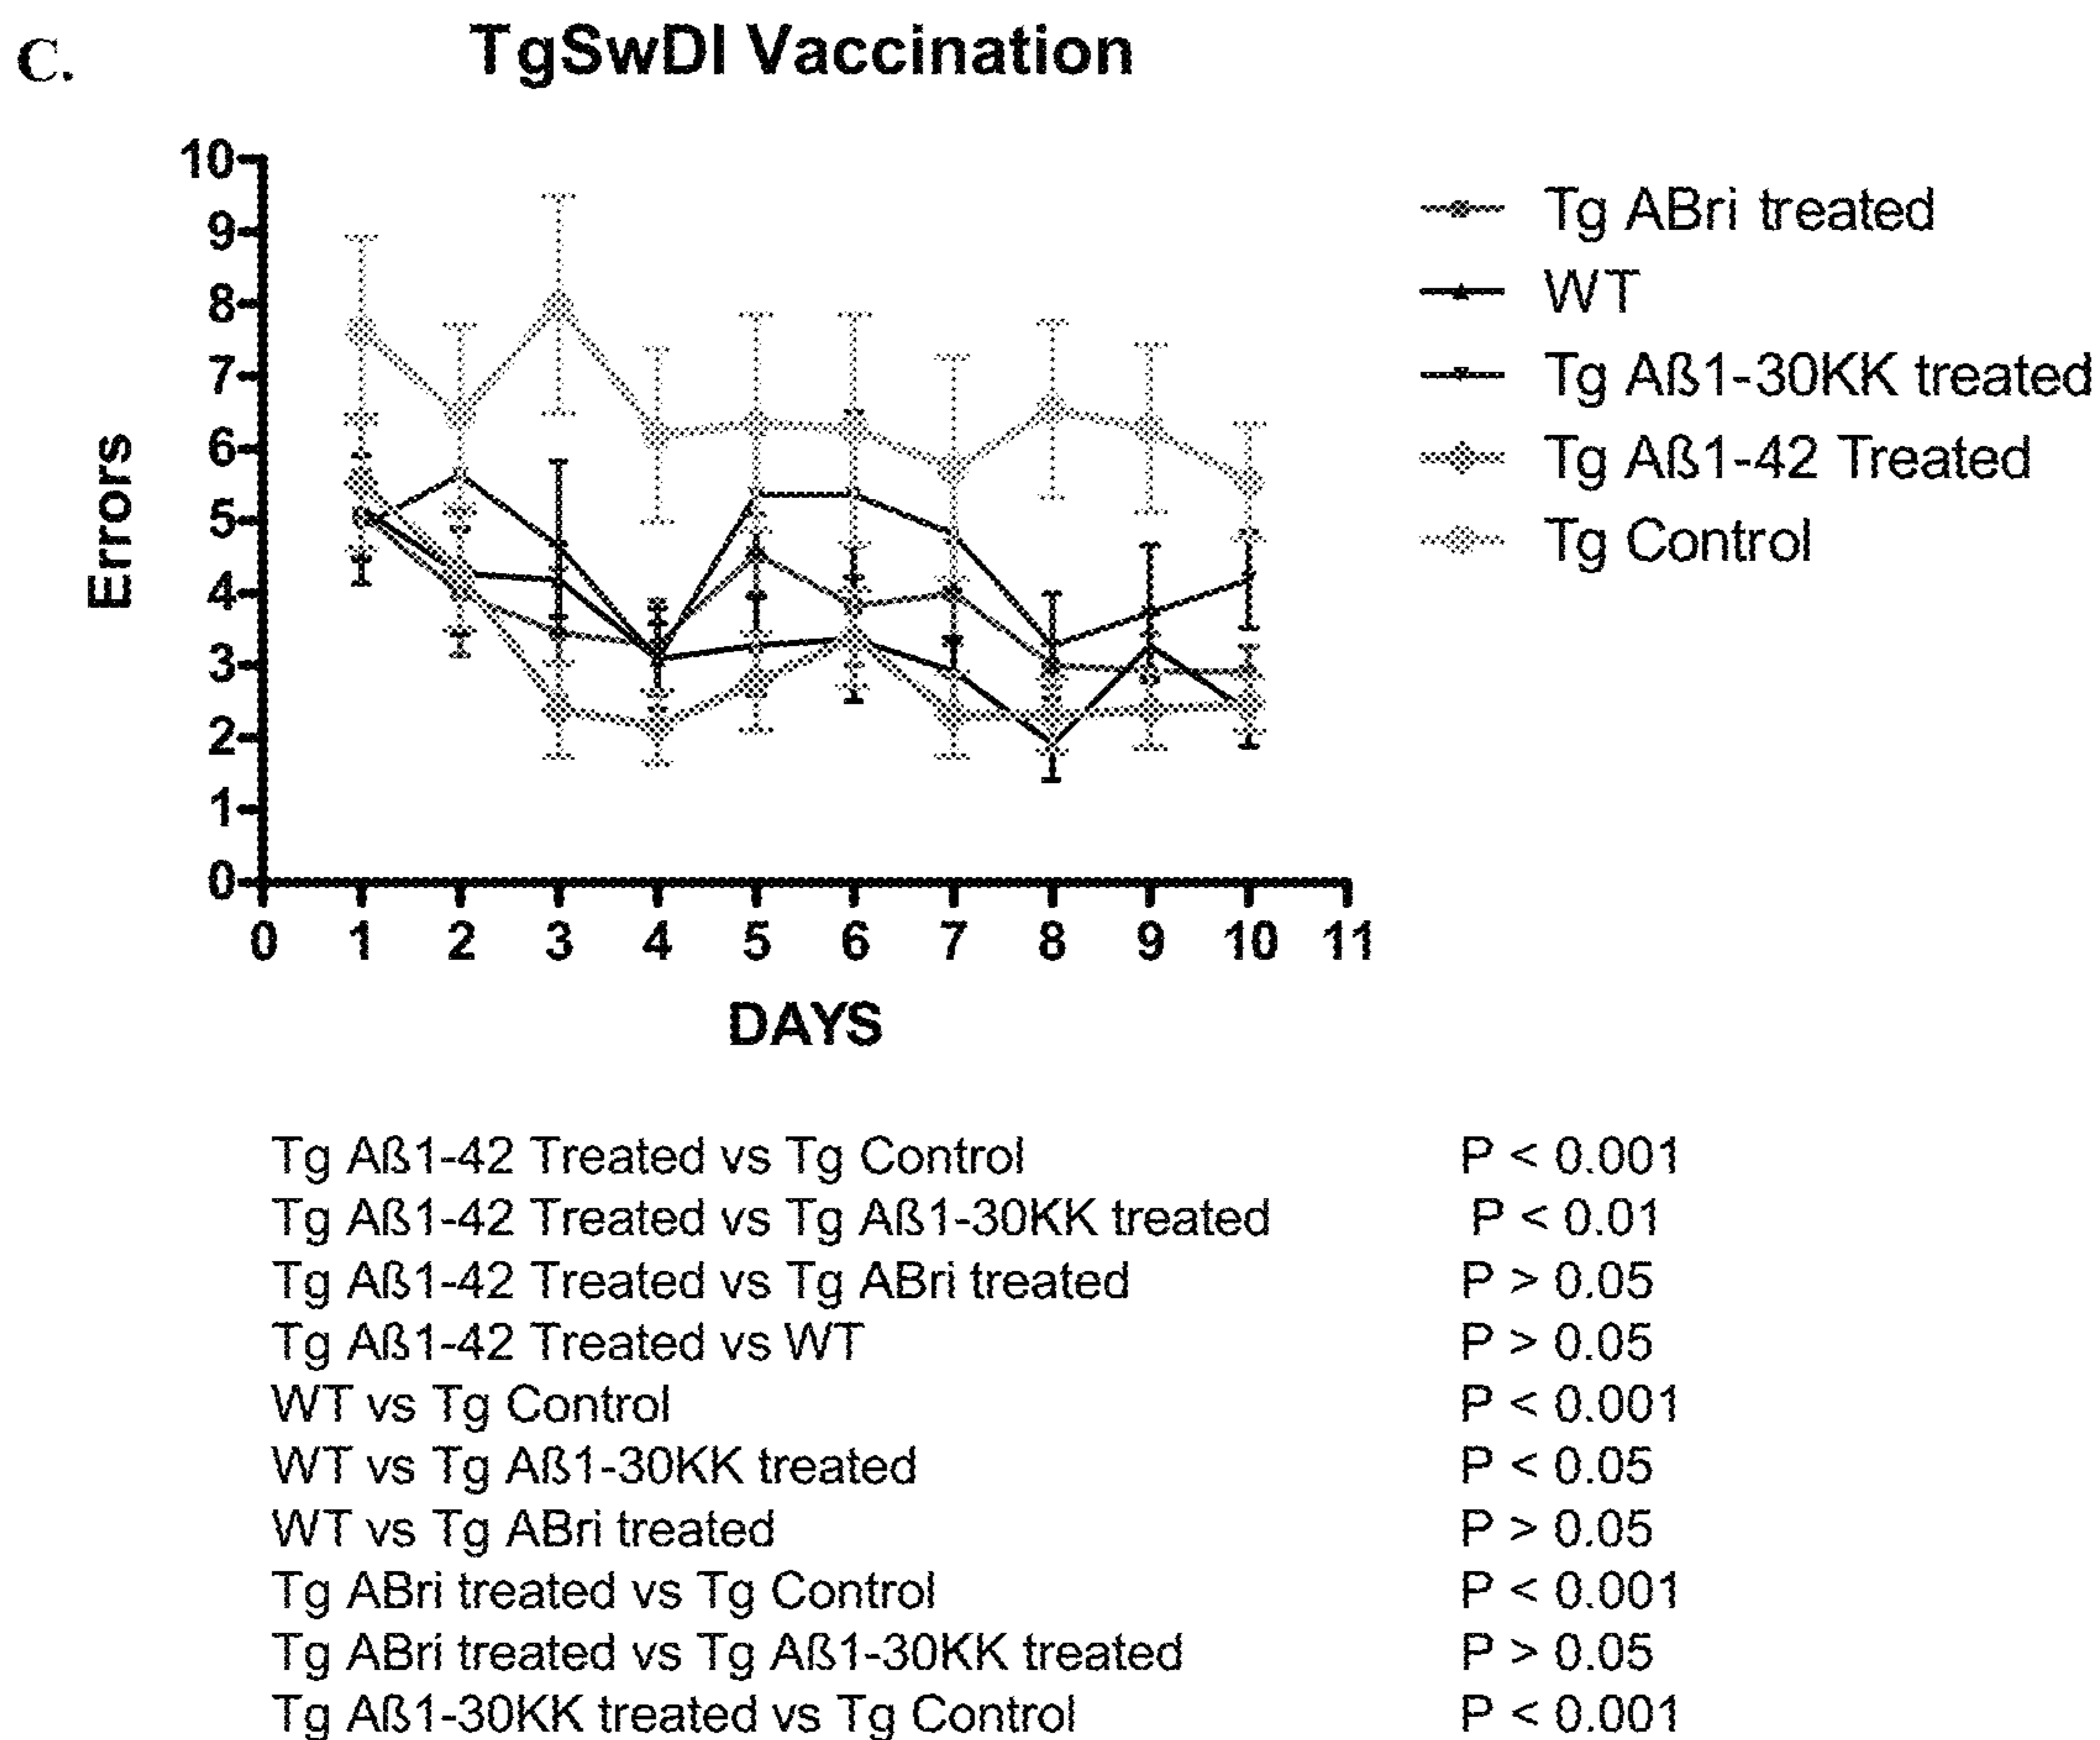 C.
TgSwDI Vaccination
10
9
8
7
6
5
4
3
2
1
0
Errors
0 1 2 3 4 5 6 7 8 9 10 11
DAYS
Tg ABri treated
WT
Tg Aß1-30KK treated
Tg Aß1-42 Treated
Tg Control
Tg Aß1-42 Treated vs Tg Control P < 0.001
Tg Aß1-42 Treated vs Tg Aß1-30KK treated P < 0.01
Tg Aß1-42 Treated vs Tg ABri treated P > 0.05
Tg Aß1-42 Treated vs WT P > 0.05
WT vs Tg Control P < 0.001
WT vs Tg Aß1-30KK treated P < 0.05
WT vs Tg ABri treated P > 0.05
Tg ABri treated vs Tg Control P < 0.001
Tg ABri treated vs Tg Aß1-30KK treated P > 0.05
Tg Aß1-30KK treated vs Tg Control P < 0.001